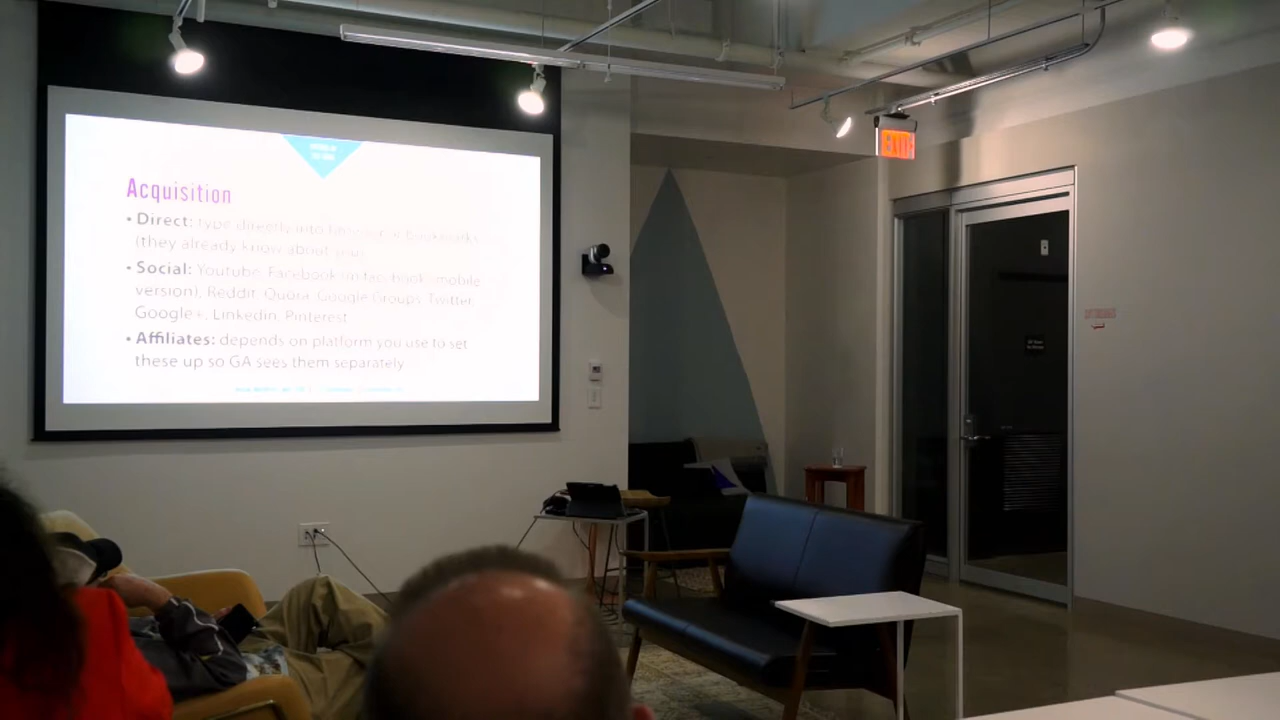 Acquisition
• Direct: type directly into browser or bookmarks
(they already know about you)
• Social: Youtube, Facebook (m.facebook: mobile
version), Reddit, Quora, Google Groups, Twitter,
Google+, Linkedin, Pinterest
• Affiliates: depends on platform you use to set
these up so GA sees them separately
EXIT